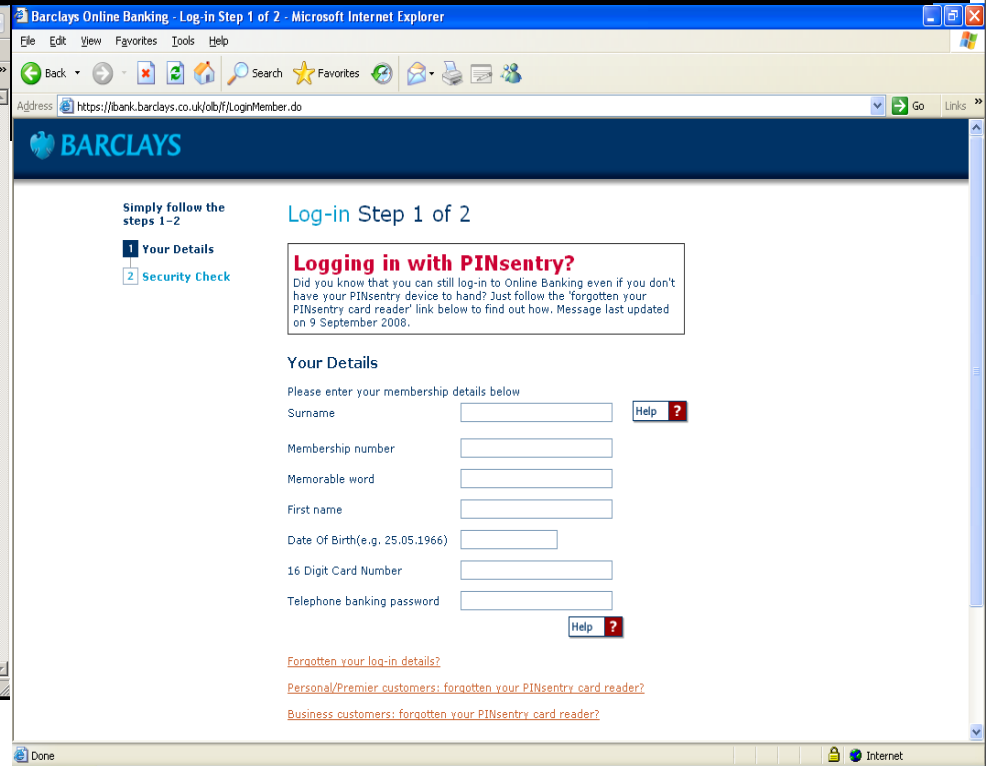 Barclays Online Banking - Log-in Step 1 of 2 - Microsoft Internet Explorer
File Edit View Favorites Tools Help
Back Search Favorites
Address https://ibank.barclays.co.uk/olb/f/LoginMember.do Go Links »
BARCLAYS
Simply follow the
steps 1-2
1 Your Details
2 Security Check
Log-in Step 1 of 2
Logging in with PINsentry?
Did you know that you can still log-in to Online Banking even if you don't
have your PINsentry device to hand? Just follow the 'forgotten your
PINsentry card reader' link below to find out how. Message last updated
on 9 September 2008.
Your Details
Please enter your membership details below
Surname
Help ?
Membership number
Memorable word
First name
Date Of Birth(e.g. 25.05.1966)
16 Digit Card Number
Telephone banking password
Help ?
Forgotten your log-in details?
Personal/Premier customers: forgotten your PINsentry card reader?
Business customers: forgotten your PINsentry card reader?
Done Internet